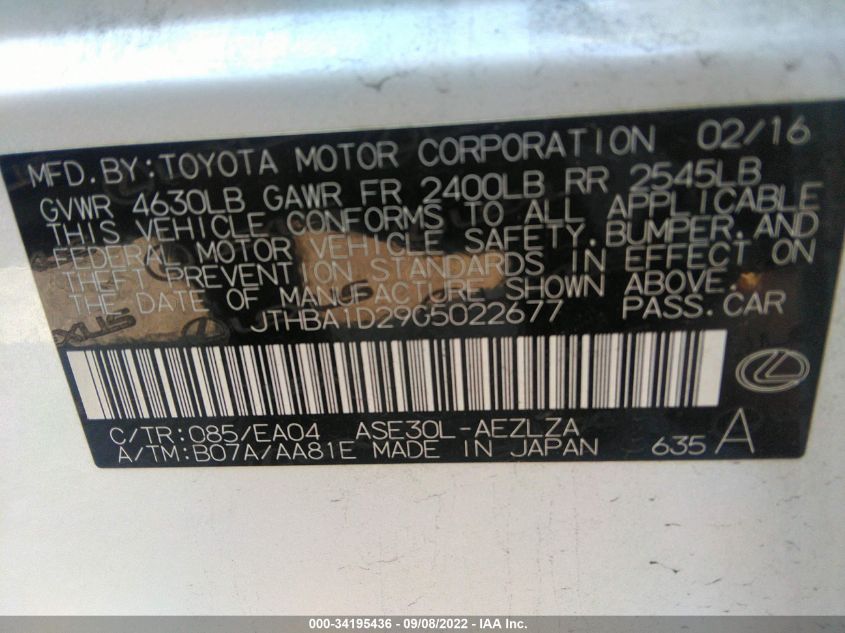 MFD. BY: TOYOTA MOTOR CORPORATION 02/16
GVWR 4630LB GAWR FR 2400LB RR 2545LB
THIS VEHICLE CONFORMS TO ALL APPLICABLE
FEDERAL MOTOR VEHICLE SAFETY, BUMPER, AND
THEFT PREVENTION STANDARDS IN EFFECT ON
THE DATE OF MANUFACTURE SHOWN ABOVE.
JTHBA1D29G5022677 PASS. CAR
C/TR: 085/EA04 ASE30L-AEZLZA
A/TM: B07A/AA81E MADE IN JAPAN 635 A
000-34195436 - 09/08/2022 - IAA Inc.